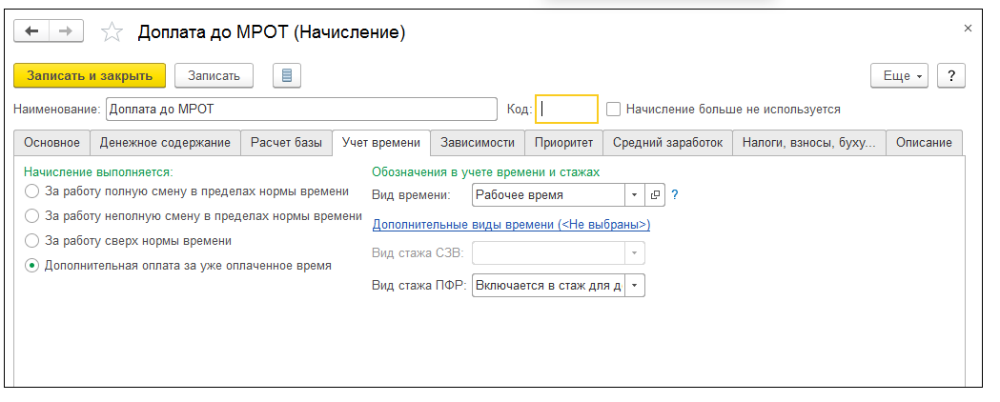 Доплата до МРОТ (Начисление)
Записать и закрыть Записать Еще ?
Наименование: Доплата до МРОТ Код: Начисление больше не используется
Основное Денежное содержание Расчет базы Учет времени Зависимости Приоритет Средний заработок Налоги, взносы, буху... Описание
Начисление выполняется: Обозначения в учете времени и стажах
За работу полную смену в пределах нормы времени Вид времени: Рабочее время ?
За работу неполную смену в пределах нормы времени Дополнительные виды времени (<Не выбраны>)
За работу сверх нормы времени Вид стажа СЗВ:
Дополнительная оплата за уже оплаченное время
Вид стажа ПФР: Включается в стаж для д